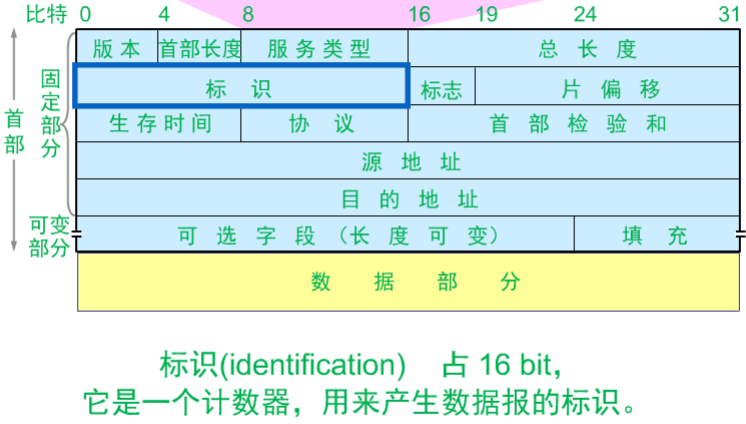 比特 0 4 8 16 19 24 31
版 本 首部长度 服 务 类 型 总 长 度
标 识 标志 片 偏 移
生 存 时 间 协 议 首 部 检 验 和
源 地 址
目 的 地 址
可 选 字 段 （长 度 可 变） 填 充
数 据 部 分
首部
固定部分
可变部分
标识(identification) 占 16 bit，
它是一个计数器，用来产生数据报的标识。